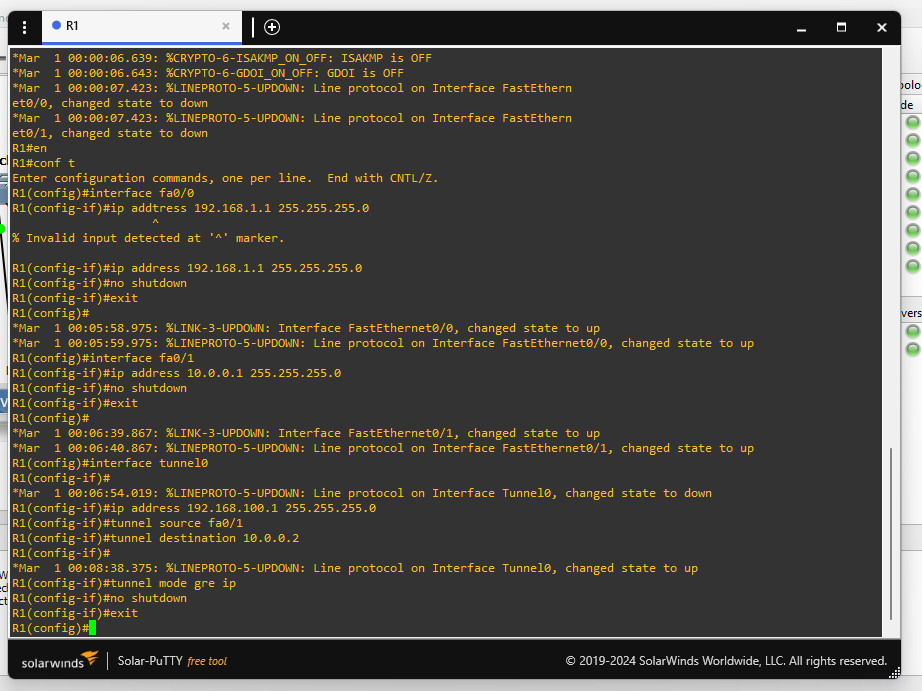 R1
*Mar  1 00:00:06.639: %CRYPTO-6-ISAKMP_ON_OFF: ISAKMP is OFF
*Mar  1 00:00:06.643: %CRYPTO-6-GDOI_ON_OFF: GDOI is OFF
*Mar  1 00:00:07.423: %LINEPROTO-5-UPDOWN: Line protocol on Interface FastEthern
et0/0, changed state to down
*Mar  1 00:00:07.423: %LINEPROTO-5-UPDOWN: Line protocol on Interface FastEthern
et0/1, changed state to down
R1#en
R1#conf t
Enter configuration commands, one per line.  End with CNTL/Z.
R1(config)#interface fa0/0
R1(config-if)#ip addtress 192.168.1.1 255.255.255.0
^
% Invalid input detected at '^' marker.
R1(config-if)#ip address 192.168.1.1 255.255.255.0
R1(config-if)#no shutdown
R1(config-if)#exit
R1(config)#
*Mar  1 00:05:58.975: %LINK-3-UPDOWN: Interface FastEthernet0/0, changed state to up
*Mar  1 00:05:59.975: %LINEPROTO-5-UPDOWN: Line protocol on Interface FastEthernet0/0, changed state to up
R1(config)#interface fa0/1
R1(config-if)#ip address 10.0.0.1 255.255.255.0
R1(config-if)#no shutdown
R1(config-if)#exit
R1(config)#
*Mar  1 00:06:39.867: %LINK-3-UPDOWN: Interface FastEthernet0/1, changed state to up
*Mar  1 00:06:40.867: %LINEPROTO-5-UPDOWN: Line protocol on Interface FastEthernet0/1, changed state to up
R1(config)#interface tunnel0
R1(config-if)#
*Mar  1 00:06:54.019: %LINEPROTO-5-UPDOWN: Line protocol on Interface Tunnel0, changed state to down
R1(config-if)#ip address 192.168.100.1 255.255.255.0
R1(config-if)#tunnel source fa0/1
R1(config-if)#tunnel destination 10.0.0.2
R1(config-if)#
*Mar  1 00:08:38.375: %LINEPROTO-5-UPDOWN: Line protocol on Interface Tunnel0, changed state to up
R1(config-if)#tunnel mode gre ip
R1(config-if)#no shutdown
R1(config-if)#exit
R1(config)#
solarwinds Solar-PuTTY free tool © 2019-2024 SolarWinds Worldwide, LLC. All rights reserved.